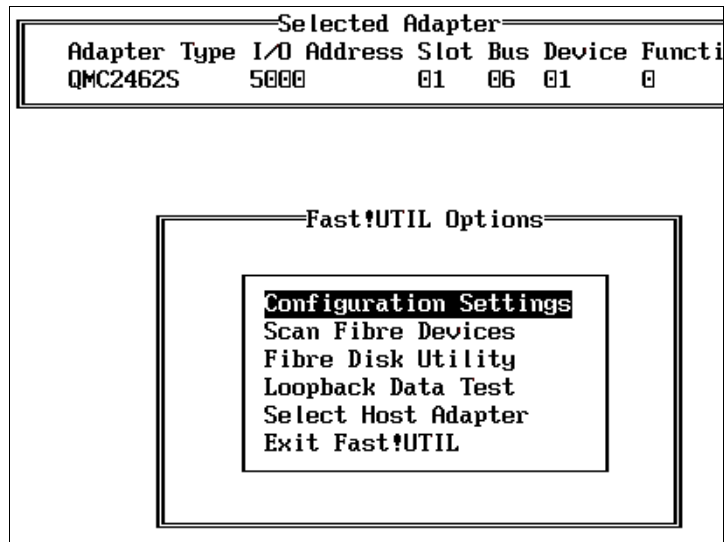 Selected Adapter
Adapter Type I/O Address Slot Bus Device Functi
QMC2462S 5000 01 06 01 0
Fast!UTIL Options
Configuration Settings
Scan Fibre Devices
Fibre Disk Utility
Loopback Data Test
Select Host Adapter
Exit Fast!UTIL